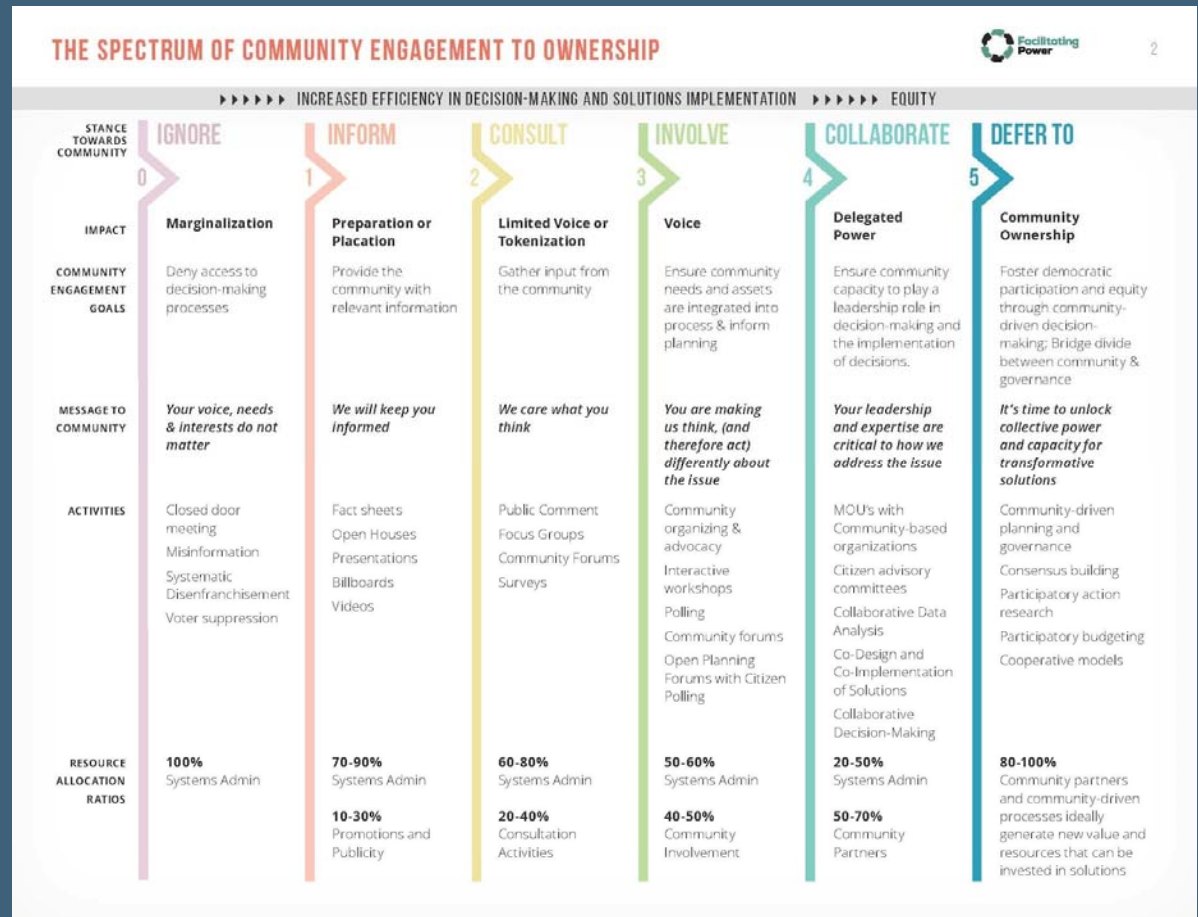 THE SPECTRUM OF COMMUNITY ENGAGEMENT TO OWNERSHIP
Facilitating
Power
2
INCREASED EFFICIENCY IN DECISION-MAKING AND SOLUTIONS IMPLEMENTATION EQUITY
STANCE
TOWARDS
COMMUNITY
IGNORE
INFORM
CONSULT
INVOLVE
COLLABORATE
DEFER TO
0
1
2
3
4
5
IMPACT
Marginalization
Preparation or
Placation
Limited Voice or
Tokenization
Voice
Delegated
Power
Community
Ownership
COMMUNITY
ENGAGEMENT
GOALS
Deny access to
decision-making
processes
Provide the
community with
relevant information
Gather input from
the community
Ensure community
needs and assets
are integrated into
process & inform
planning
Ensure community
capacity to play a
leadership role in
decision-making and
the implementation
of decisions.
Foster democratic
participation and equity
through community-
driven decision-
making; Bridge divide
between community &
governance
MESSAGE TO
COMMUNITY
Your voice, needs
& interests do not
matter
We will keep you
informed
We care what you
think
You are making
us think, (and
therefore act)
differently about
the issue
Your leadership
and expertise are
critical to how we
address the issue
It's time to unlock
collective power
and capacity for
transformative
solutions
ACTIVITIES
Closed door
meeting
Misinformation
Systematic
Disenfranchisement
Voter suppression
Fact sheets
Open Houses
Presentations
Billboards
Videos
Public Comment
Focus Groups
Community Forums
Surveys
Community
organizing &
advocacy
Interactive
workshops
Polling
Community forums
Open Planning
Forums with Citizen
Polling
MOU's with
Community-based
organizations
Citizen advisory
committees
Collaborative Data
Analysis
Co-Design and
Co-Implementation
of Solutions
Collaborative
Decision-Making
Community-driven
planning and
governance
Consensus building
Participatory action
research
Participatory budgeting
Cooperative models
RESOURCE
ALLOCATION
RATIOS
100%
Systems Admin
70-90%
Systems Admin
10-30%
Promotions and
Publicity
60-80%
Systems Admin
20-40%
Consultation
Activities
50-60%
Systems Admin
40-50%
Community
Involvement
20-50%
Systems Admin
50-70%
Community
Partners
80-100%
Community partners
and community-driven
processes ideally
generate new value and
resources that can be
invested in solutions